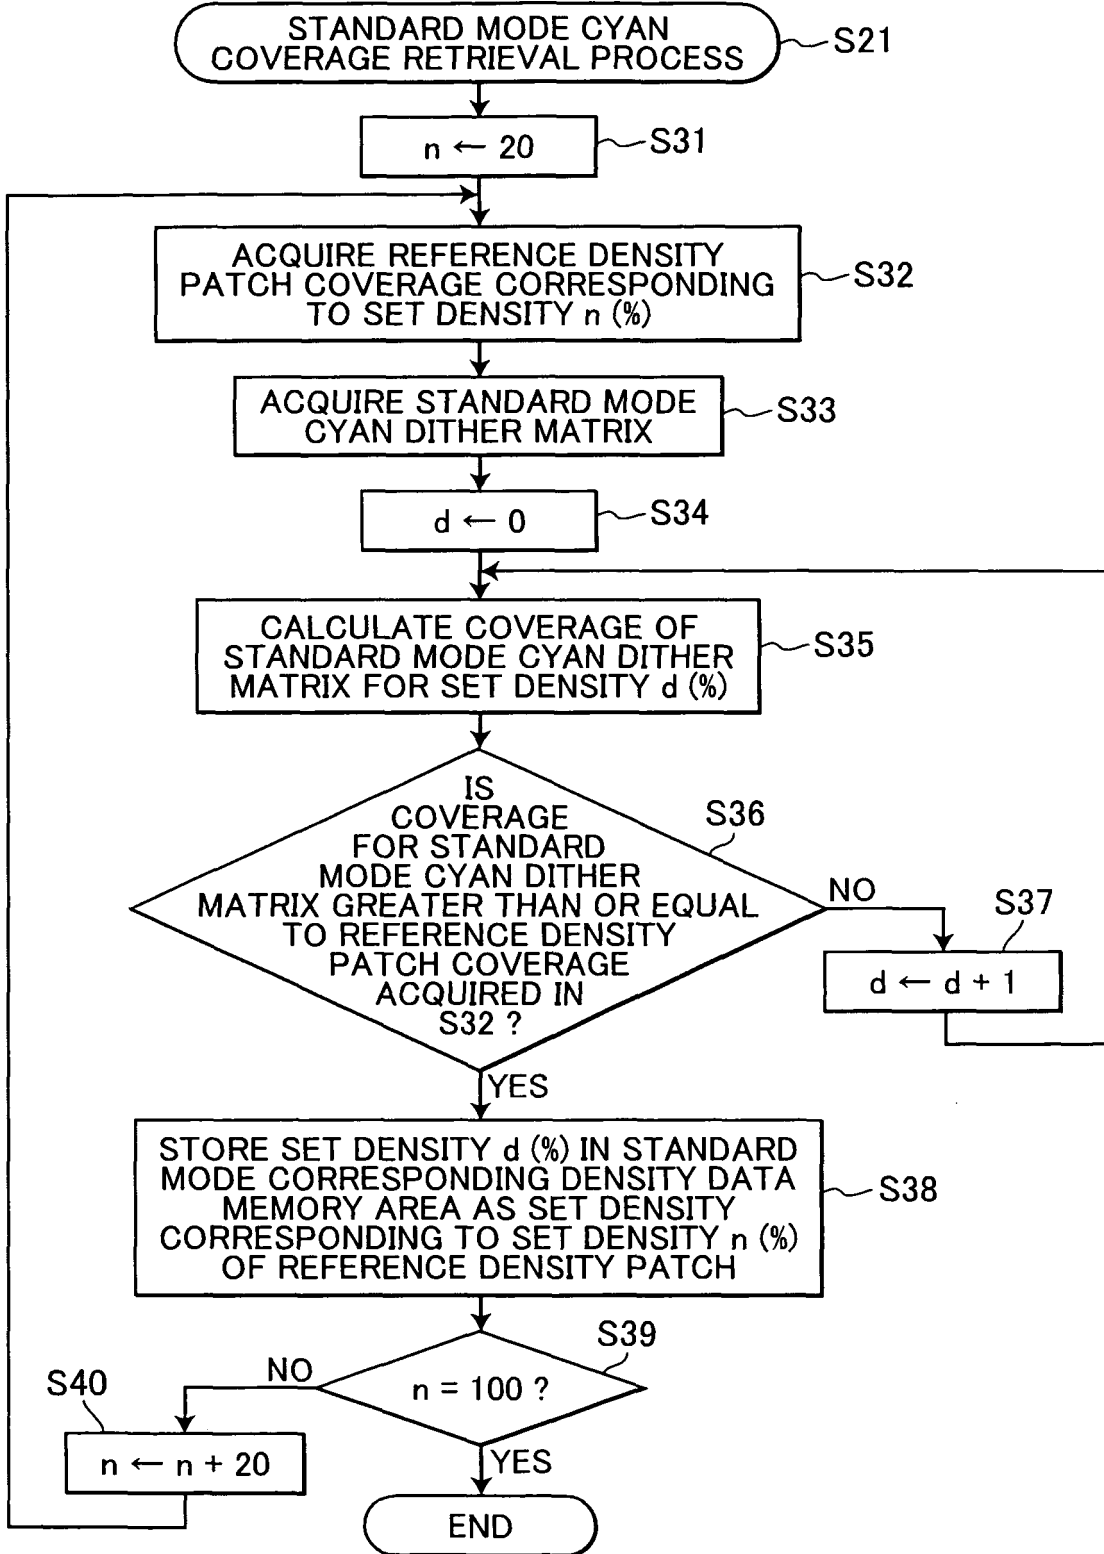 STANDARD MODE CYAN
COVERAGE RETRIEVAL PROCESS
S21
n ← 20
S31
ACQUIRE REFERENCE DENSITY
PATCH COVERAGE CORRESPONDING
TO SET DENSITY n (%)
S32
ACQUIRE STANDARD MODE
CYAN DITHER MATRIX
S33
d ← 0
S34
CALCULATE COVERAGE OF
STANDARD MODE CYAN DITHER
MATRIX FOR SET DENSITY d (%)
S35
IS
COVERAGE
FOR STANDARD
MODE CYAN DITHER
MATRIX GREATER THAN OR EQUAL
TO REFERENCE DENSITY
PATCH COVERAGE
ACQUIRED IN
S32 ?
S36
NO
S37
d ← d + 1
YES
STORE SET DENSITY d (%) IN STANDARD
MODE CORRESPONDING DENSITY DATA
MEMORY AREA AS SET DENSITY
CORRESPONDING TO SET DENSITY n (%)
OF REFERENCE DENSITY PATCH
S38
n = 100 ?
S39
NO
S40
n ← n + 20
YES
END